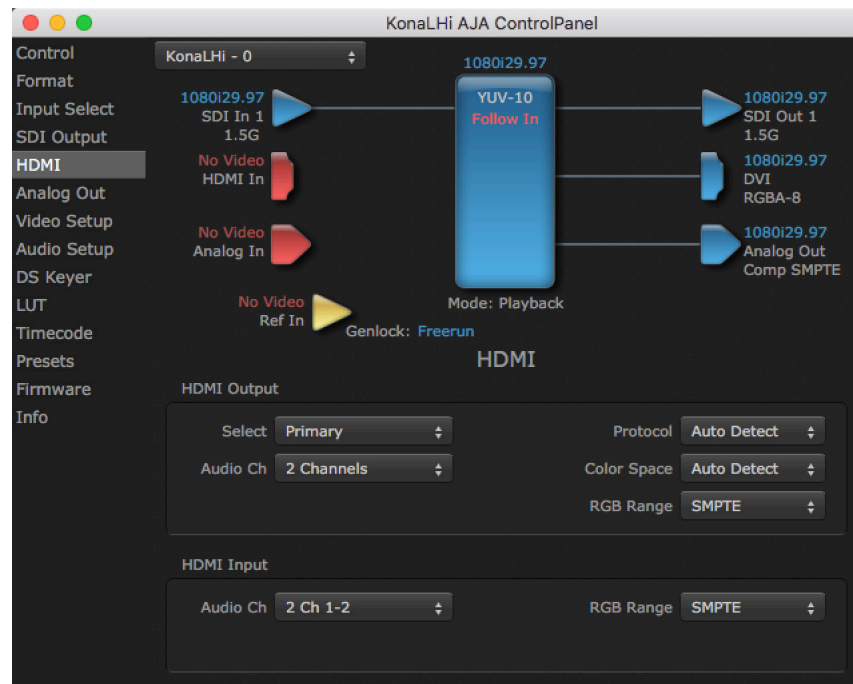 KonaLHi AJA ControlPanel
Control
Format
Input Select
SDI Output
HDMI
Analog Out
Video Setup
Audio Setup
DS Keyer
LUT
Timecode
Presets
Firmware
Info
KonaLHi - 0
1080i29.97
1080i29.97
SDI In 1
1.5G
YUV-10
Follow In
1080i29.97
SDI Out 1
1.5G
No Video
HDMI In
1080i29.97
DVI
RGBA-8
No Video
Analog In
1080i29.97
Analog Out
Comp SMPTE
No Video
Ref In
Mode: Playback
Genlock: Freerun
HDMI
HDMI Output
Select Primary
Protocol Auto Detect
Audio Ch 2 Channels
Color Space Auto Detect
RGB Range SMPTE
HDMI Input
Audio Ch 2 Ch 1-2
RGB Range SMPTE